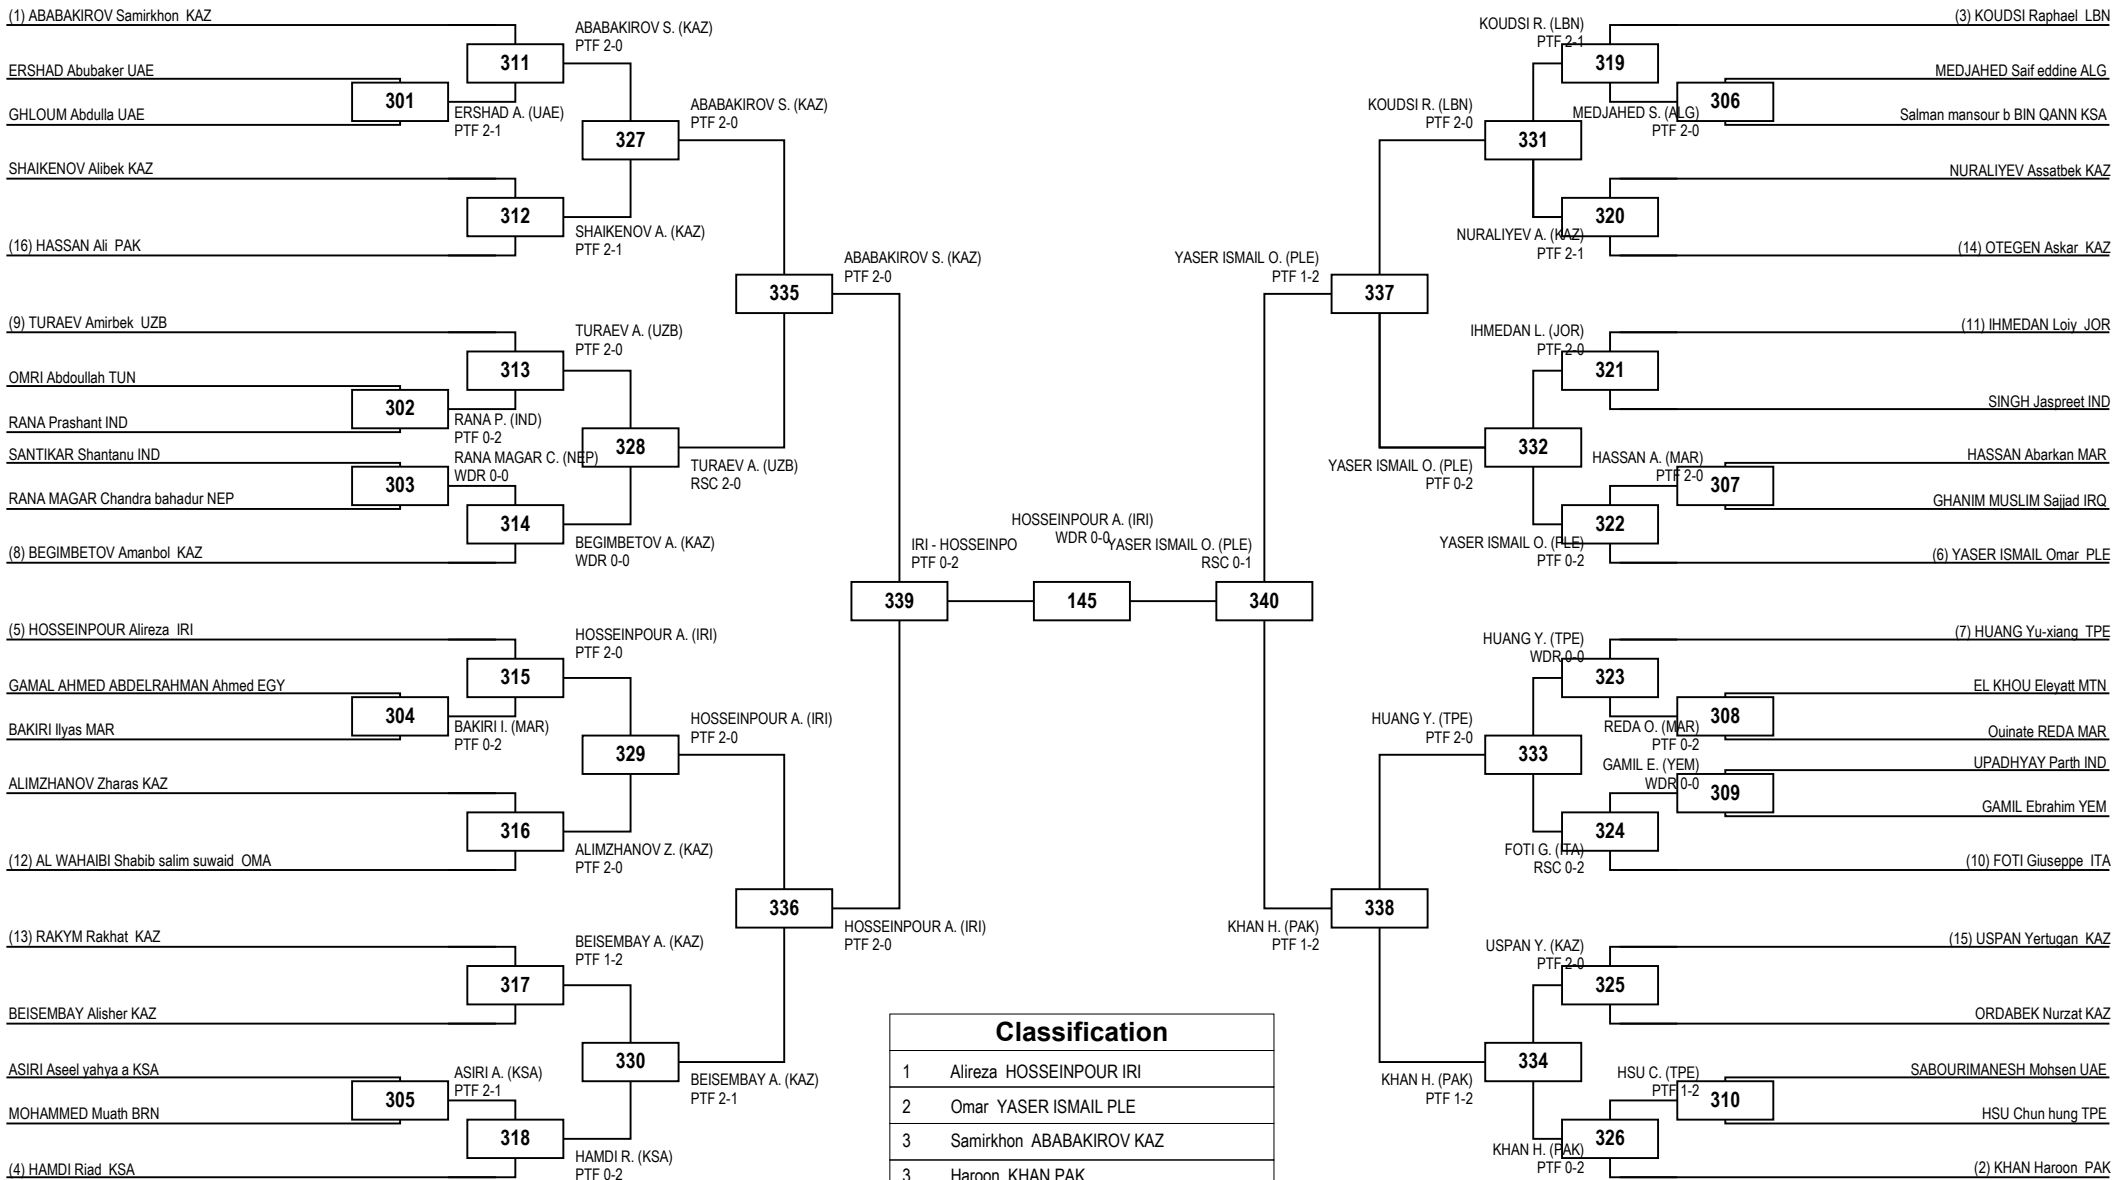 (1) ABABAKIROV Samirkhon KAZ
311
ABABAKIROV S. (KAZ)
PTF 2-0
ERSHAD Abubaker UAE
301
GHLOUM Abdulla UAE
ERSHAD A. (UAE)
PTF 2-1
327
ABABAKIROV S. (KAZ)
PTF 2-0
SHAIKENOV Alibek KAZ
312
(16) HASSAN Ali PAK
SHAIKENOV A. (KAZ)
PTF 2-1
335
ABABAKIROV S. (KAZ)
PTF 2-0
(9) TURAEV Amirbek UZB
313
TURAEV A. (UZB)
PTF 2-0
OMRI Abdoullah TUN
302
RANA Prashant IND
RANA P. (IND)
PTF 0-2
328
TURAEV A. (UZB)
RSC 2-0
SANTIKAR Shantanu IND
303
RANA MAGAR C. (NEP)
WDR 0-0
RANA MAGAR Chandra bahadur NEP
314
(8) BEGIMBETOV Amanbol KAZ
BEGIMBETOV A. (KAZ)
WDR 0-0
339
IRI - HOSSEINPO
PTF 0-2
(5) HOSSEINPOUR Alireza IRI
315
HOSSEINPOUR A. (IRI)
PTF 2-0
GAMAL AHMED ABDELRAHMAN Ahmed EGY
304
BAKIRI Ilyas MAR
BAKIRI I. (MAR)
PTF 0-2
329
HOSSEINPOUR A. (IRI)
PTF 2-0
ALIMZHANOV Zharas KAZ
316
(12) AL WAHAIBI Shabib salim suwaid OMA
ALIMZHANOV Z. (KAZ)
PTF 2-0
336
HOSSEINPOUR A. (IRI)
PTF 2-0
(13) RAKYM Rakhat KAZ
317
BEISEMBAY A. (KAZ)
PTF 1-2
BEISEMBAY Alisher KAZ
330
BEISEMBAY A. (KAZ)
PTF 2-1
ASIRI Aseel yahya a KSA
305
ASIRI A. (KSA)
PTF 2-1
MOHAMMED Muath BRN
318
(4) HAMDI Riad KSA
HAMDI R. (KSA)
PTF 0-2
HOSSEINPOUR A. (IRI)
WDR 0-0
145
YASER ISMAIL O. (PLE)
RSC 0-1
340
KOUDSI R. (LBN)
PTF 2-1
319
(3) KOUDSI Raphael LBN
MEDJAHED Saif eddine ALG
306
MEDJAHED S. (ALG)
PTF 2-0
Salman mansour b BIN QANN KSA
KOUDSI R. (LBN)
PTF 2-0
331
NURALIYEV Assatbek KAZ
320
NURALIYEV A. (KAZ)
PTF 2-1
(14) OTEGEN Askar KAZ
YASER ISMAIL O. (PLE)
PTF 1-2
337
IHMEDAN L. (JOR)
PTF 2-0
(11) IHMEDAN Loiy JOR
321
SINGH Jaspreet IND
332
YASER ISMAIL O. (PLE)
PTF 0-2
HASSAN A. (MAR)
PTF 2-0
307
HASSAN Abarkan MAR
GHANIM MUSLIM Sajjad IRQ
322
YASER ISMAIL O. (PLE)
PTF 0-2
(6) YASER ISMAIL Omar PLE
HUANG Y. (TPE)
WDR 0-0
(7) HUANG Yu-xiang TPE
323
EL KHOU Eleyatt MTN
308
REDA O. (MAR)
PTF 0-2
Ouinate REDA MAR
HUANG Y. (TPE)
PTF 2-0
333
GAMIL E. (YEM)
WDR 0-0
UPADHYAY Parth IND
309
GAMIL Ebrahim YEM
324
FOTI G. (ITA)
RSC 0-2
(10) FOTI Giuseppe ITA
338
KHAN H. (PAK)
PTF 1-2
USPAN Y. (KAZ)
PTF 2-0
(15) USPAN Yertugan KAZ
325
ORDABEK Nurzat KAZ
334
KHAN H. (PAK)
PTF 1-2
HSU C. (TPE)
PTF 1-2
SABOURIMANESH Mohsen UAE
310
HSU Chun hung TPE
326
KHAN H. (PAK)
PTF 0-2
(2) KHAN Haroon PAK
Classification
1 Alireza HOSSEINPOUR IRI
2 Omar YASER ISMAIL PLE
3 Samirkhon ABABAKIROV KAZ
3 Haroon KHAN PAK